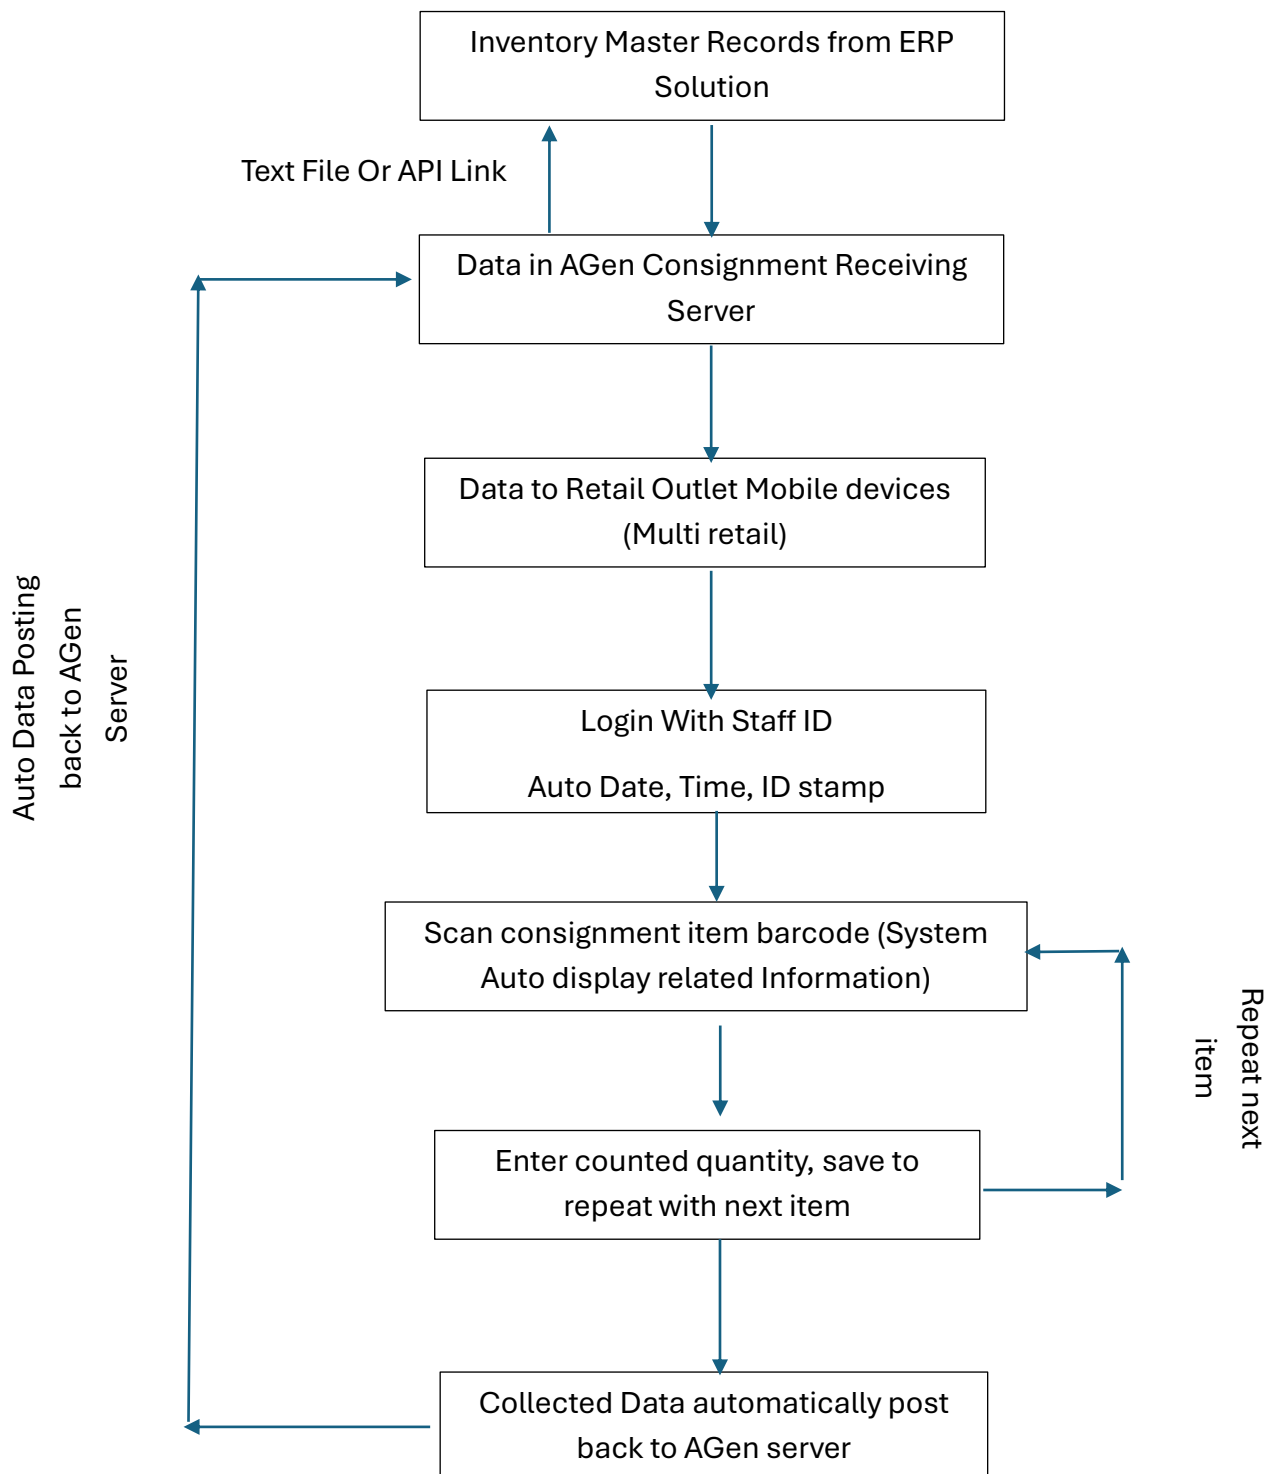 Inventory Master Records from ERP
Solution
Text File Or API Link
Data in AGen Consignment Receiving
Server
Data to Retail Outlet Mobile devices
(Multi retail)
Auto Data Posting
back to AGen
Server
Login With Staff ID
Auto Date, Time, ID stamp
Scan consignment item barcode (System
Auto display related Information)
Repeat next
item
Enter counted quantity, save to
repeat with next item
Collected Data automatically post
back to AGen server